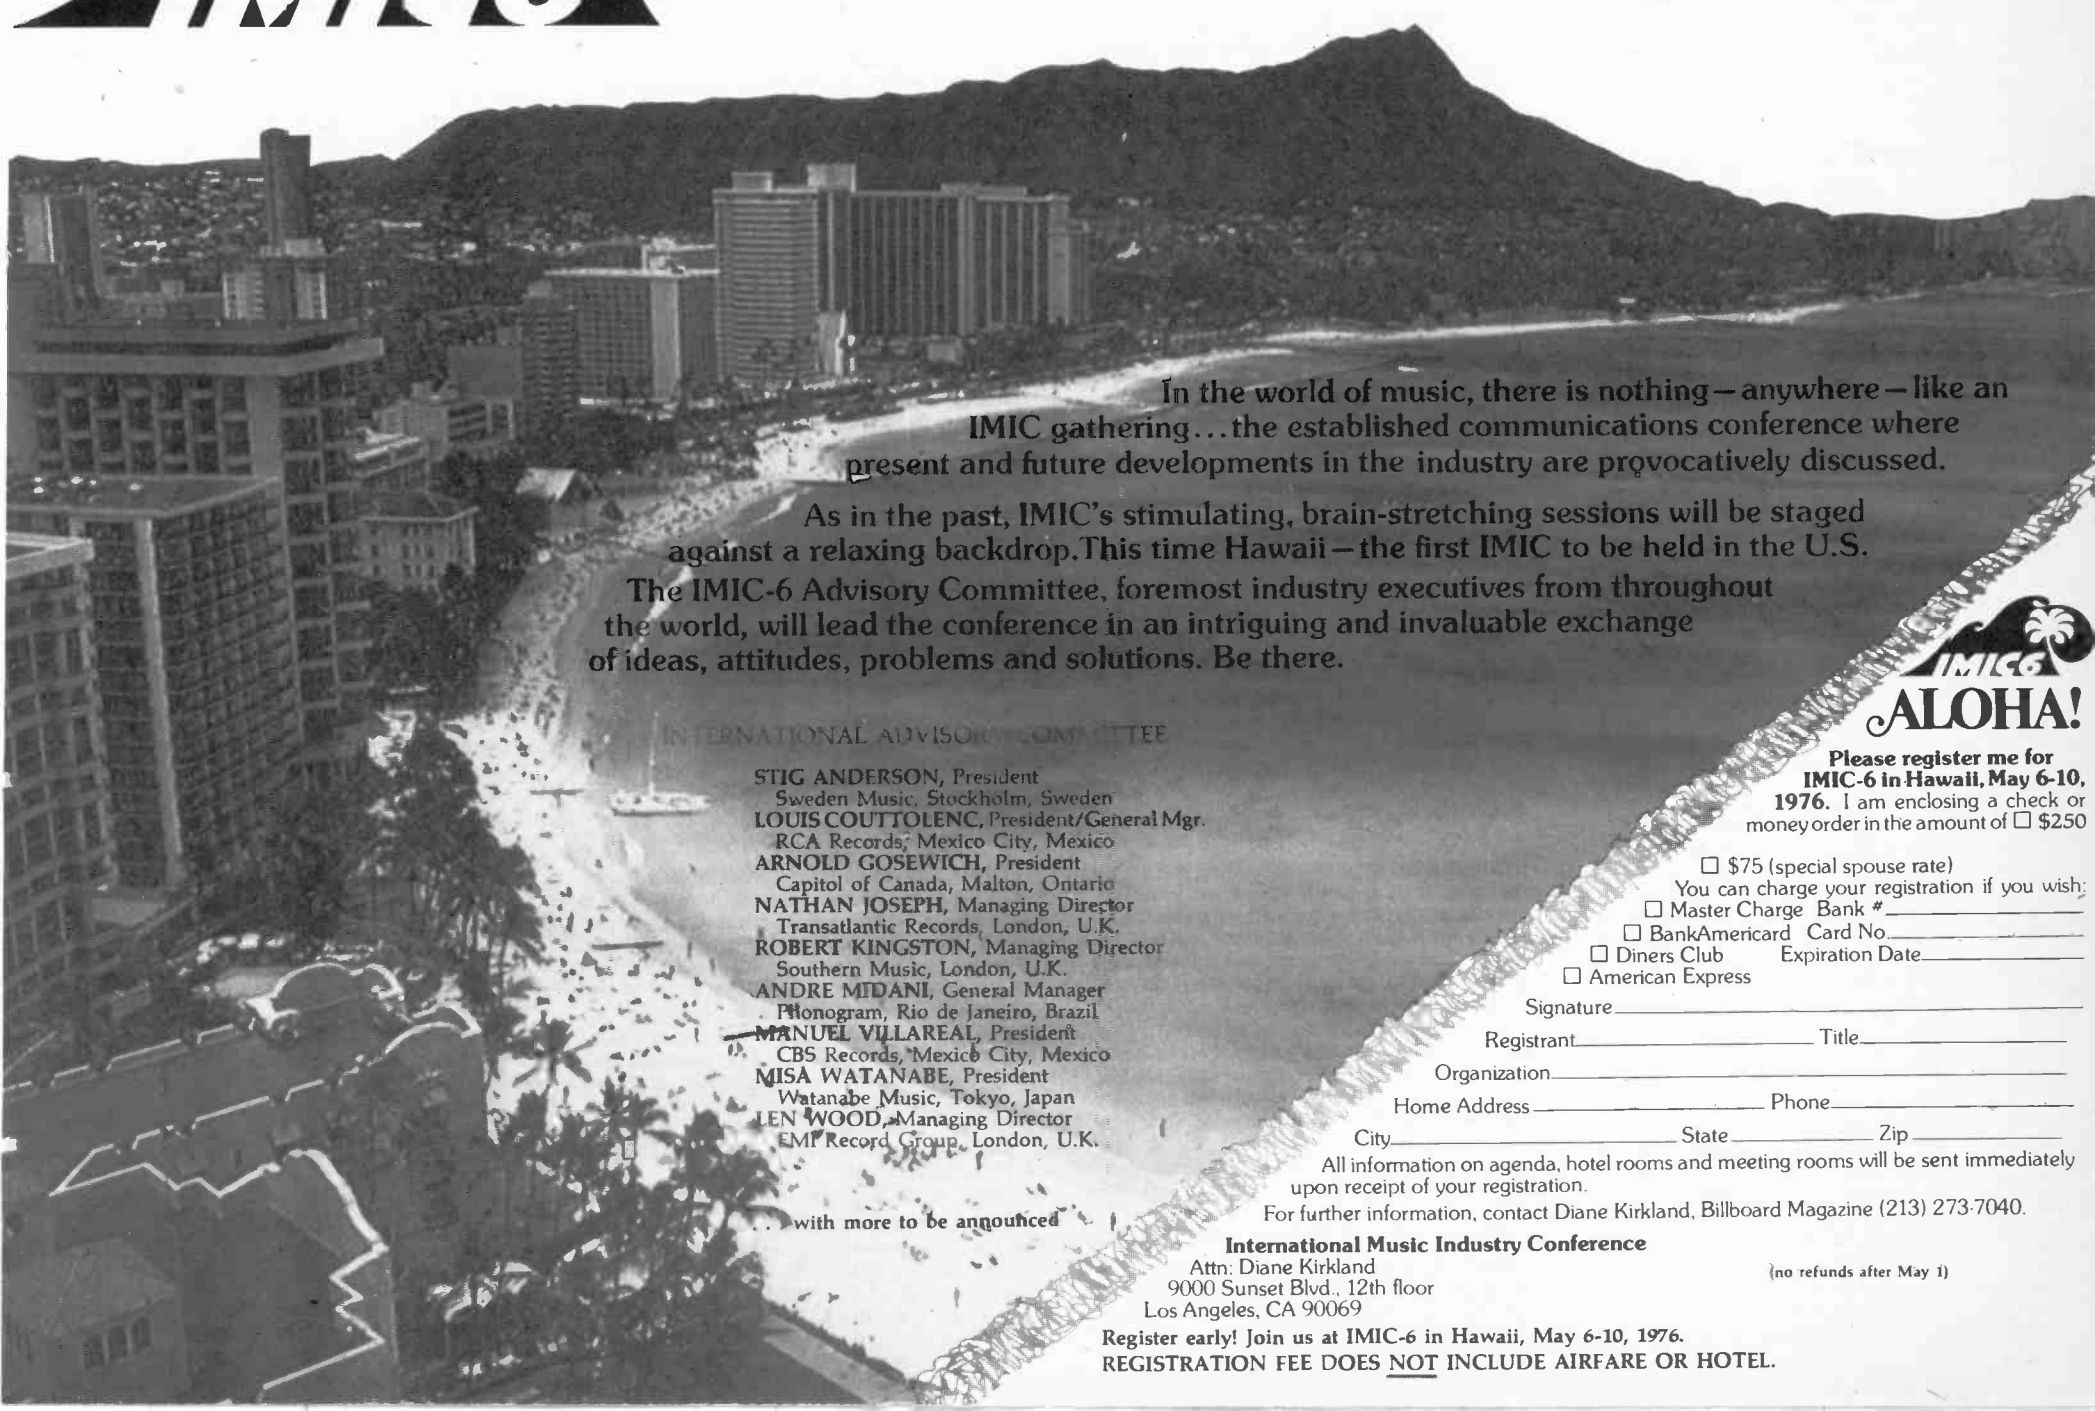 In the world of music, there is nothing—anywhere—like an
IMIC gathering...the established communications conference where
present and future developments in the industry are provocatively discussed.
As in the past, IMIC's stimulating, brain-stretching sessions will be staged
against a relaxing backdrop. This time Hawaii—the first IMIC to be held in the U.S.
The IMIC-6 Advisory Committee, foremost industry executives from throughout
the world, will lead the conference in an intriguing and invaluable exchange
of ideas, attitudes, problems and solutions. Be there.
INTERNATIONAL ADVISORY COMMITTEE
STIG ANDERSON, President
Sweden Music, Stockholm, Sweden
LOUIS COUTTOLENC, President/General Mgr.
RCA Records, Mexico City, Mexico
ARNOLD GOSEWICH, President
Capitol of Canada, Malton, Ontario
NATHAN JOSEPH, Managing Director
Transatlantic Records, London, U.K.
ROBERT KINGSTON, Managing Director
Southern Music, London, U.K.
ANDRE MIDANI, General Manager
Phonogram, Rio de Janeiro, Brazil
MANUEL VILLAREAL, President
CBS Records, Mexico City, Mexico
MISA WATANABE, President
Watanabe Music, Tokyo, Japan
LEN WOOD, Managing Director
EMI Record Group, London, U.K.
...with more to be announced
IMIC6
ALOHA!
Please register me for
IMIC-6 in Hawaii, May 6-10,
1976. I am enclosing a check or
money order in the amount of ☐ $250
☐ $75 (special spouse rate)
You can charge your registration if you wish:
☐ Master Charge Bank #
☐ BankAmericard Card No.
☐ Diners Club Expiration Date
☐ American Express
Signature
Registrant Title
Organization
Home Address Phone
City State Zip
All information on agenda, hotel rooms and meeting rooms will be sent immediately
upon receipt of your registration.
For further information, contact Diane Kirkland, Billboard Magazine (213) 273-7040.
International Music Industry Conference
Attn: Diane Kirkland
9000 Sunset Blvd., 12th floor
Los Angeles, CA 90069
(no refunds after May 1)
Register early! Join us at IMIC-6 in Hawaii, May 6-10, 1976.
REGISTRATION FEE DOES NOT INCLUDE AIRFARE OR HOTEL.